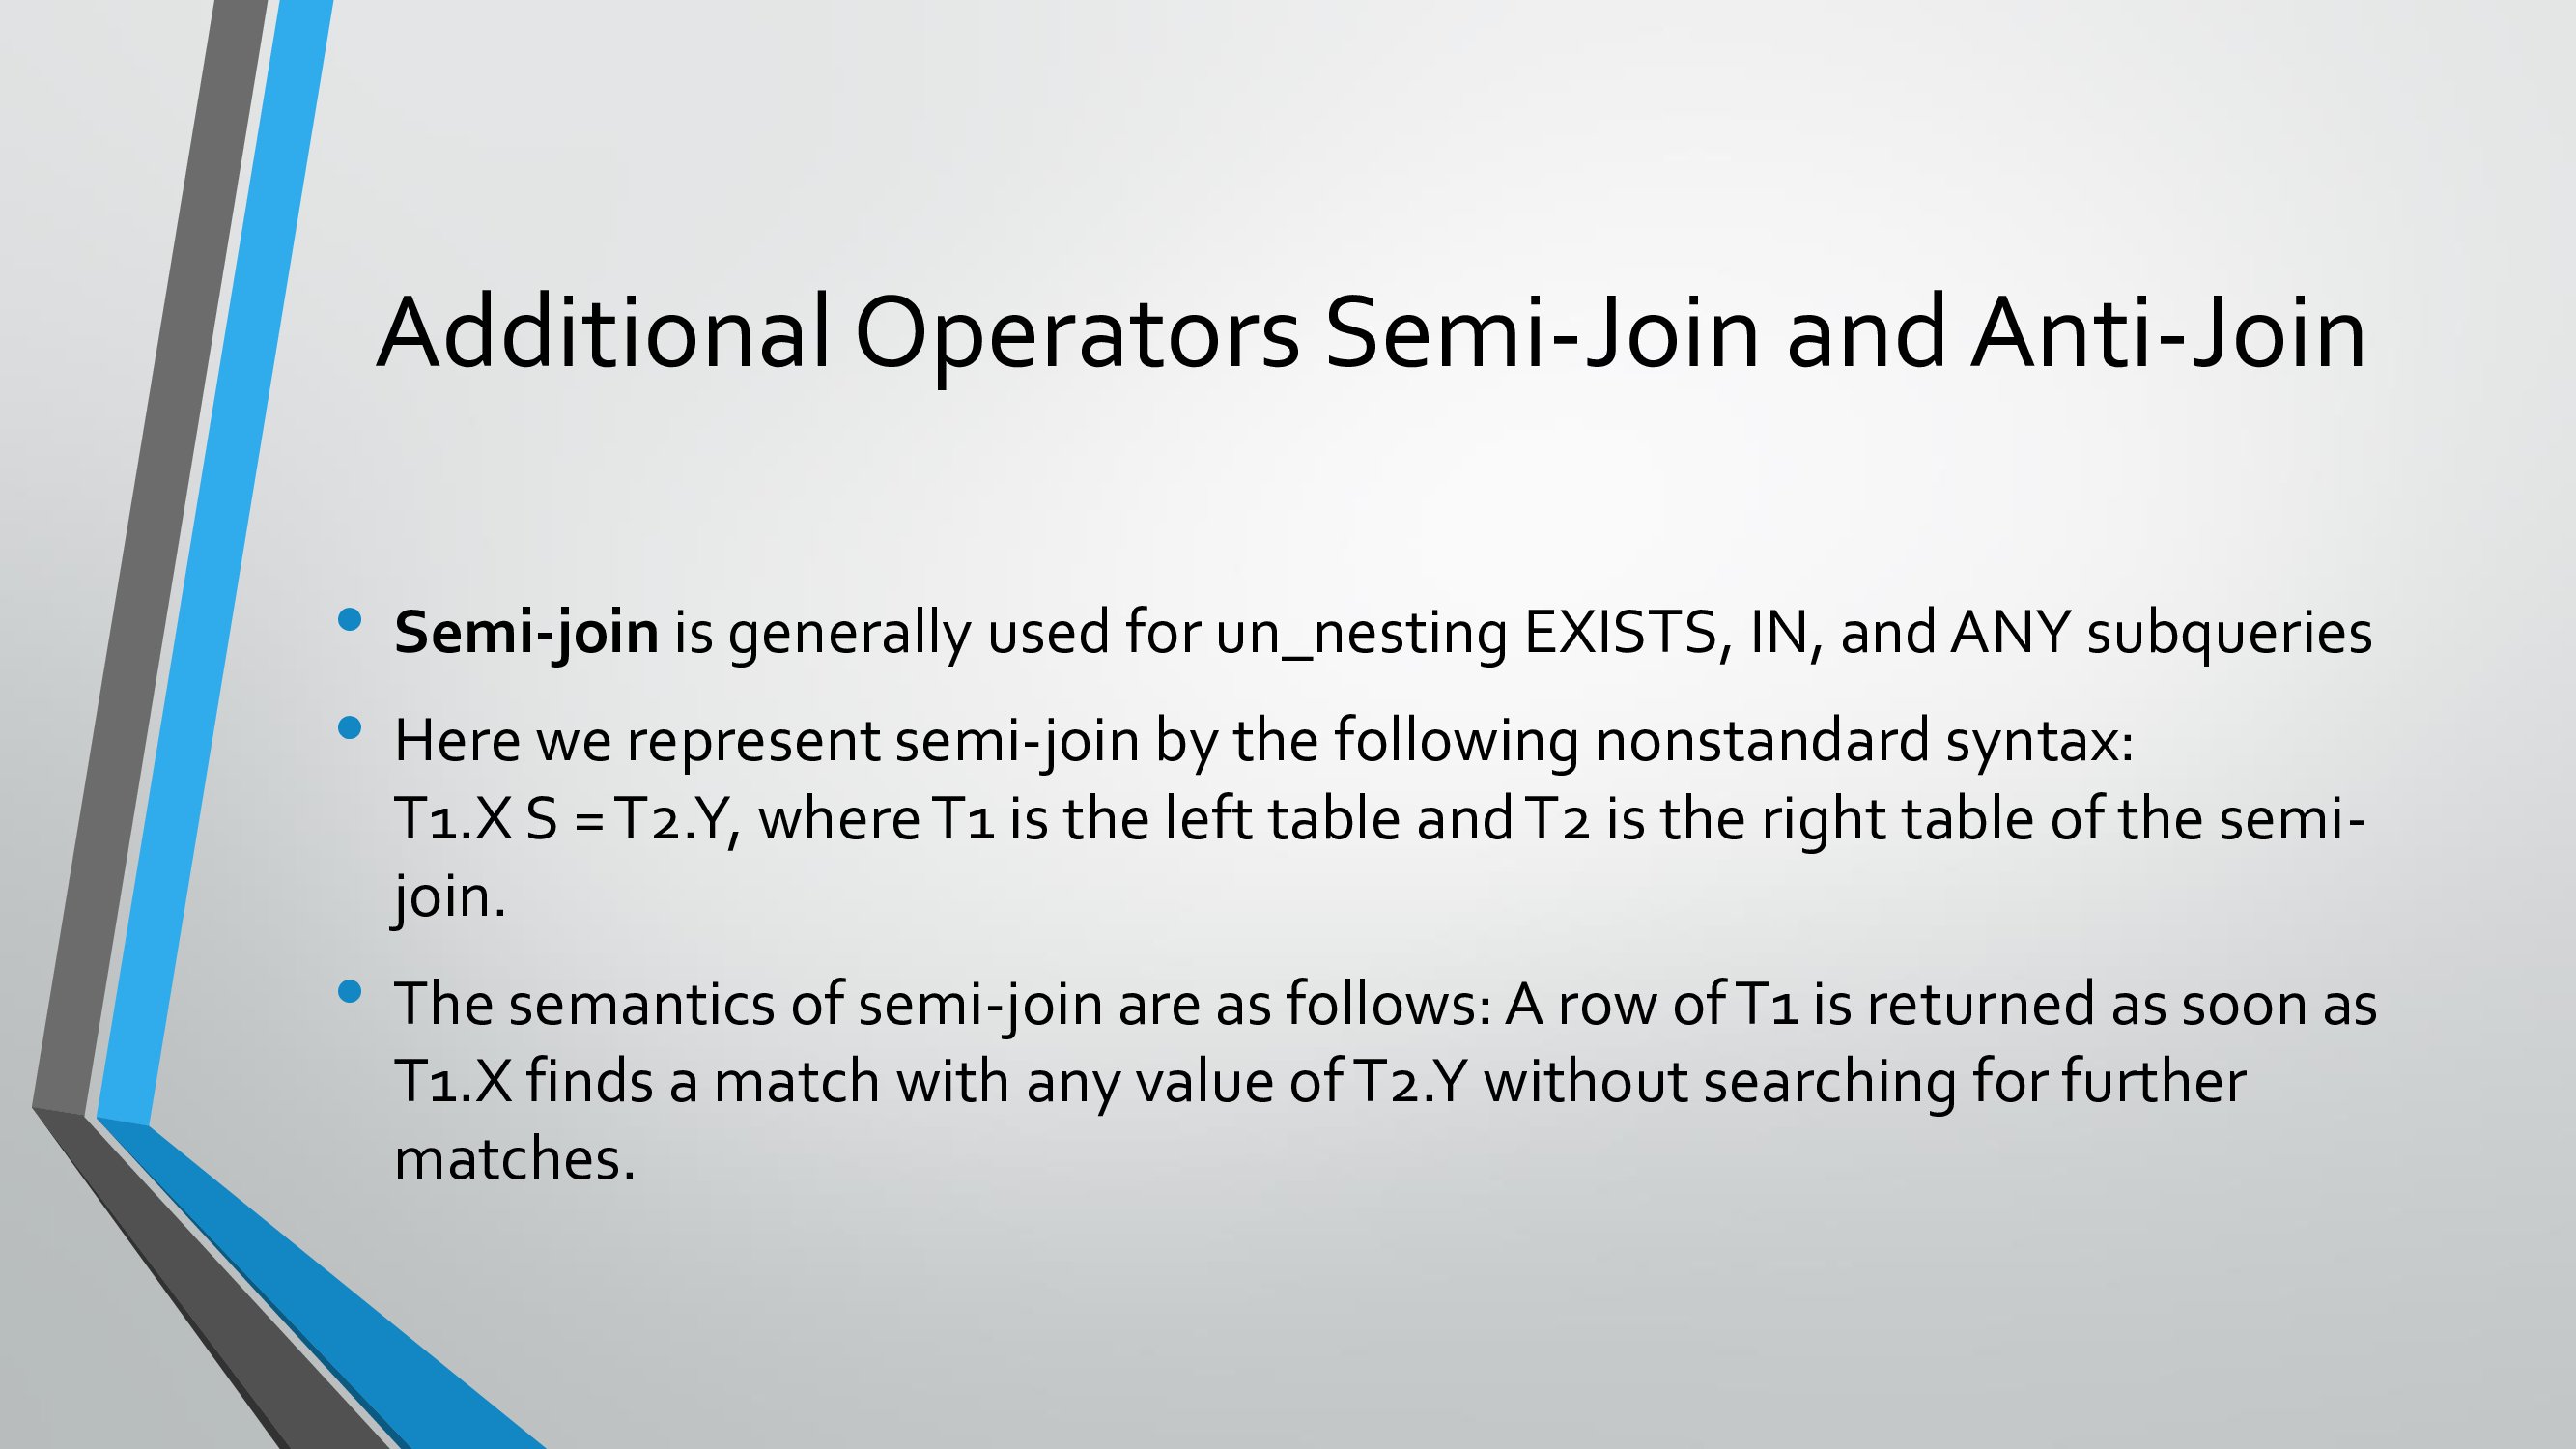 Additional Operators Semi-Join and Anti-Join
• Semi-join is generally used for un_nesting EXISTS, IN, and ANY subqueries
• Here we represent semi-join by the following nonstandard syntax:
T1.X S = T2.Y, where T1 is the left table and T2 is the right table of the semi-
join.
• The semantics of semi-join are as follows: A row of T1 is returned as soon as
T1.X finds a match with any value of T2.Y without searching for further
matches.